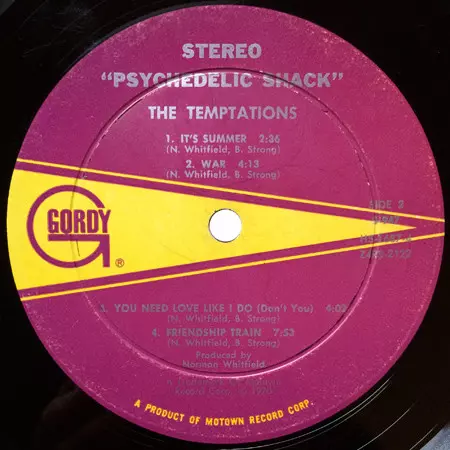 STEREO
"PSYCHEDELIC SHACK"
THE TEMPTATIONS
1. IT'S SUMMER 2:36
(N. Whitfield, B. Strong)
2. WAR 4:13
(N. Whitfield, B. Strong)
SIDE 2
GORDY
®
3. YOU NEED LOVE LIKE I DO (Don't You) 4:02
(N. Whitfield, B. Strong)
4. FRIENDSHIP TRAIN 7:53
(N. Whitfield, B. Strong)
Produced by
Norman Whitfield
A PRODUCT OF MOTOWN RECORD CORP.